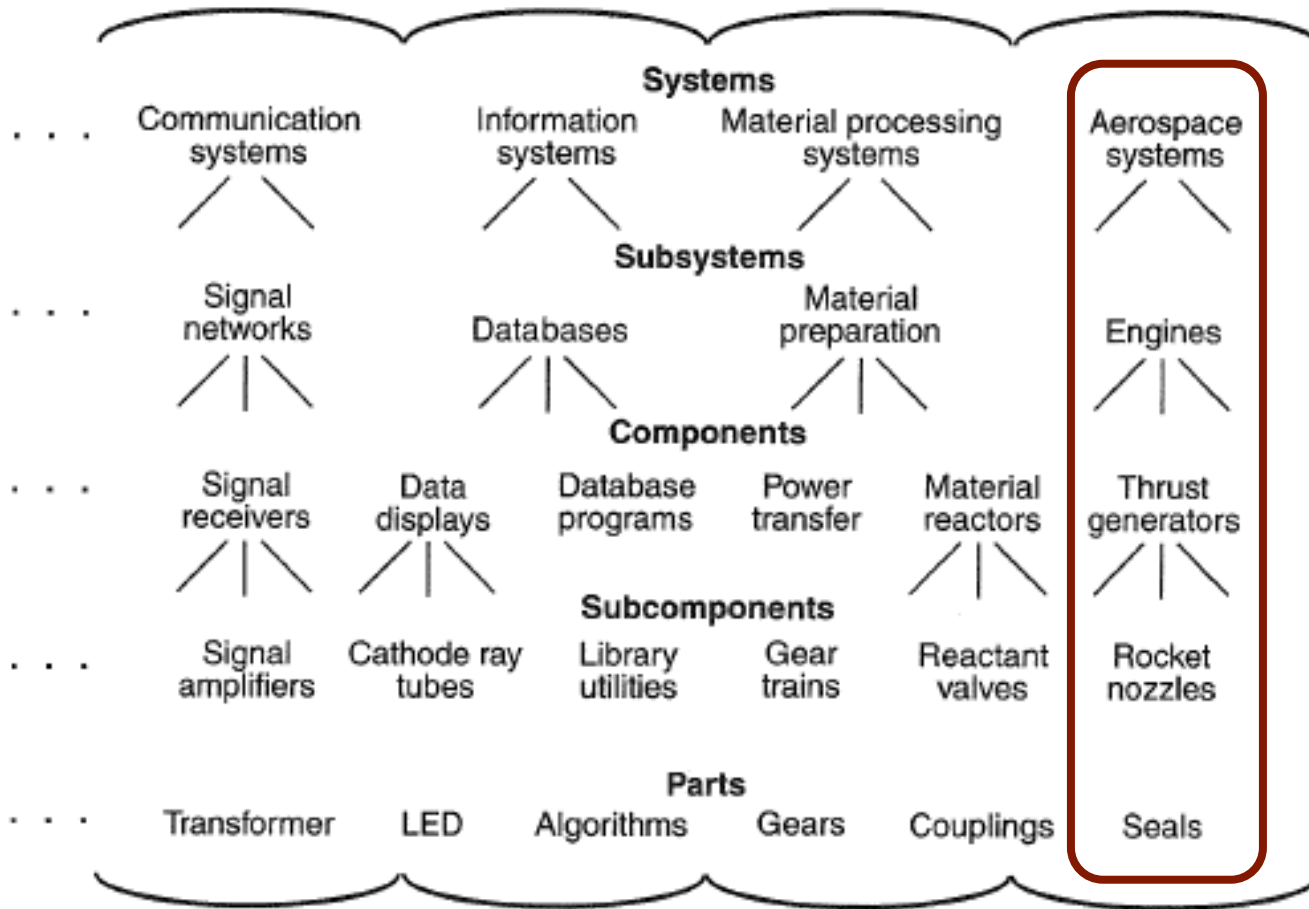 Systems
. . . Communication systems Information systems Material processing systems Aerospace systems
Subsystems
. . . Signal networks Databases Material preparation Engines
Components
. . . Signal receivers Data displays Database programs Power transfer Material reactors Thrust generators
Subcomponents
. . . Signal amplifiers Cathode ray tubes Library utilities Gear trains Reactant valves Rocket nozzles
Parts
. . . Transformer LED Algorithms Gears Couplings Seals